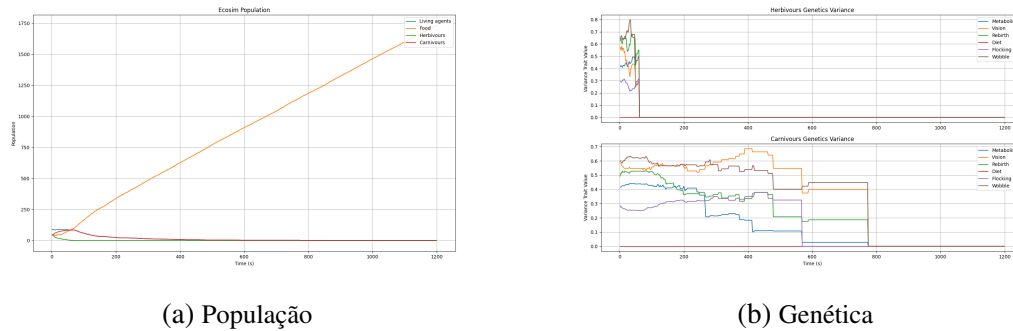 Ecosim Population
Population
1750
1500
1250
1000
750
500
250
0
0 200 400 600 800 1000 1200
Time (s)
Living agents
Food
Herbivours
Carnivours
(a) População
Herbivours Genetics Variance
Variance Trait Value
0.8
0.7
0.6
0.5
0.4
0.3
0.2
0.1
0.0
0 200 400 600 800 1000 1200
Vision
Rebirth
Diet
Flocking
Wobble
Carnivours Genetics Variance
Variance Trait Value
0.7
0.6
0.5
0.4
0.3
0.2
0.1
0.0
0 200 400 600 800 1000 1200
Time (s)
Vision
Rebirth
Diet
Flocking
Wobble
(b) Genética